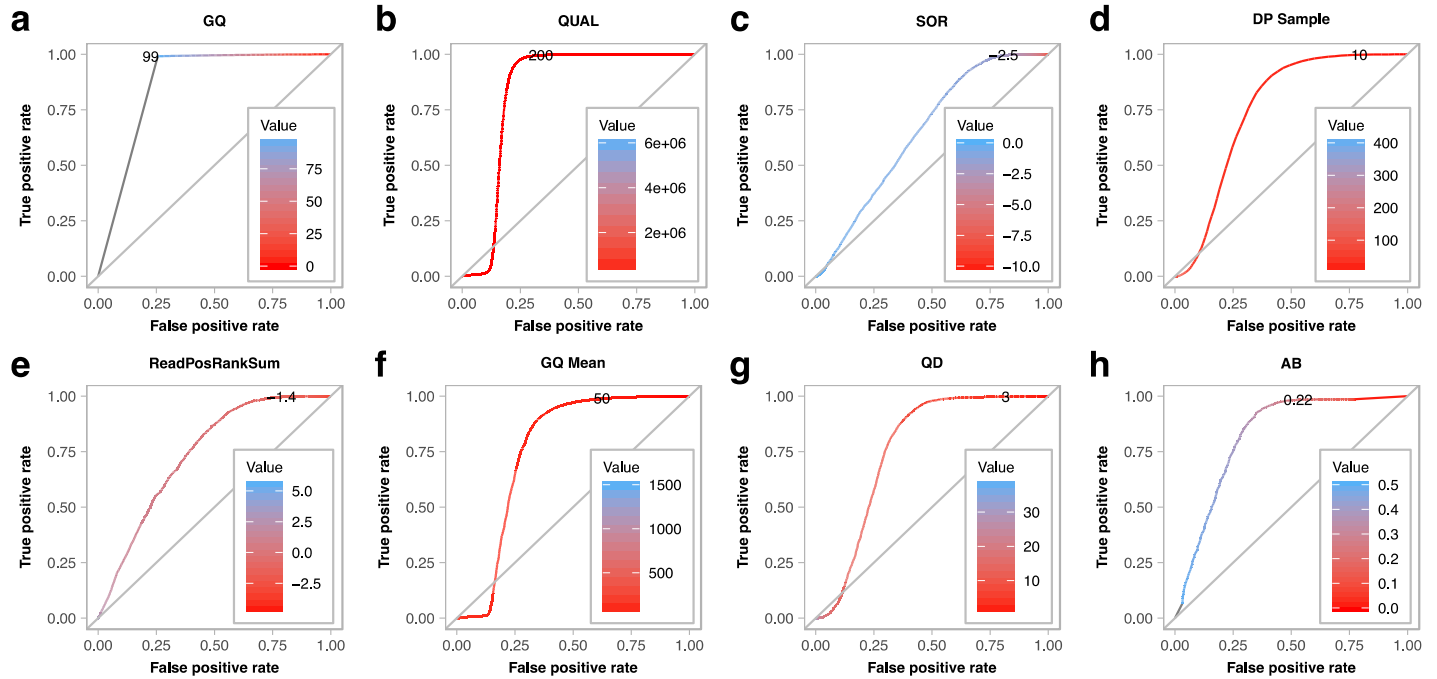 a
GQ
True positive rate
1.00
0.75
0.50
0.25
0.00
99
Value
75
50
25
0
0.00 0.25 0.50 0.75 1.00
False positive rate
b
QUAL
True positive rate
1.00
0.75
0.50
0.25
0.00
200
Value
6e+06
4e+06
2e+06
0.00 0.25 0.50 0.75 1.00
False positive rate
c
SOR
True positive rate
1.00
0.75
0.50
0.25
0.00
−2.5
Value
0.0
−2.5
−5.0
−7.5
−10.0
0.00 0.25 0.50 0.75 1.00
False positive rate
d
DP Sample
True positive rate
1.00
0.75
0.50
0.25
0.00
10
Value
400
300
200
100
0.00 0.25 0.50 0.75 1.00
False positive rate
e
ReadPosRankSum
True positive rate
1.00
0.75
0.50
0.25
0.00
−1.4
Value
5.0
2.5
0.0
−2.5
0.00 0.25 0.50 0.75 1.00
False positive rate
f
GQ Mean
True positive rate
1.00
0.75
0.50
0.25
0.00
50
Value
1500
1000
500
0.00 0.25 0.50 0.75 1.00
False positive rate
g
QD
True positive rate
1.00
0.75
0.50
0.25
0.00
3
Value
30
20
10
0.00 0.25 0.50 0.75 1.00
False positive rate
h
AB
True positive rate
1.00
0.75
0.50
0.25
0.00
0.22
Value
0.5
0.4
0.3
0.2
0.1
0.0
0.00 0.25 0.50 0.75 1.00
False positive rate